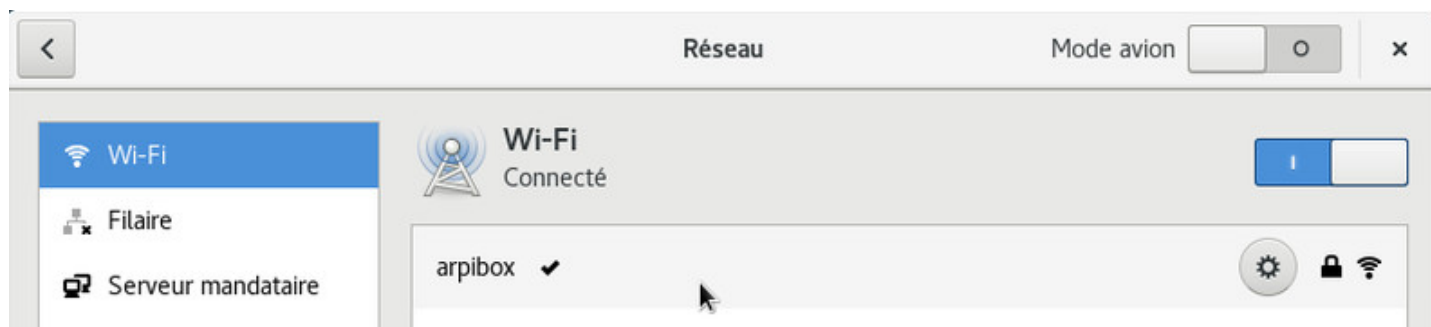 Réseau
Mode avion
Wi-Fi
Filaire
Serveur mandataire
Wi-Fi
Connecté
arpibox